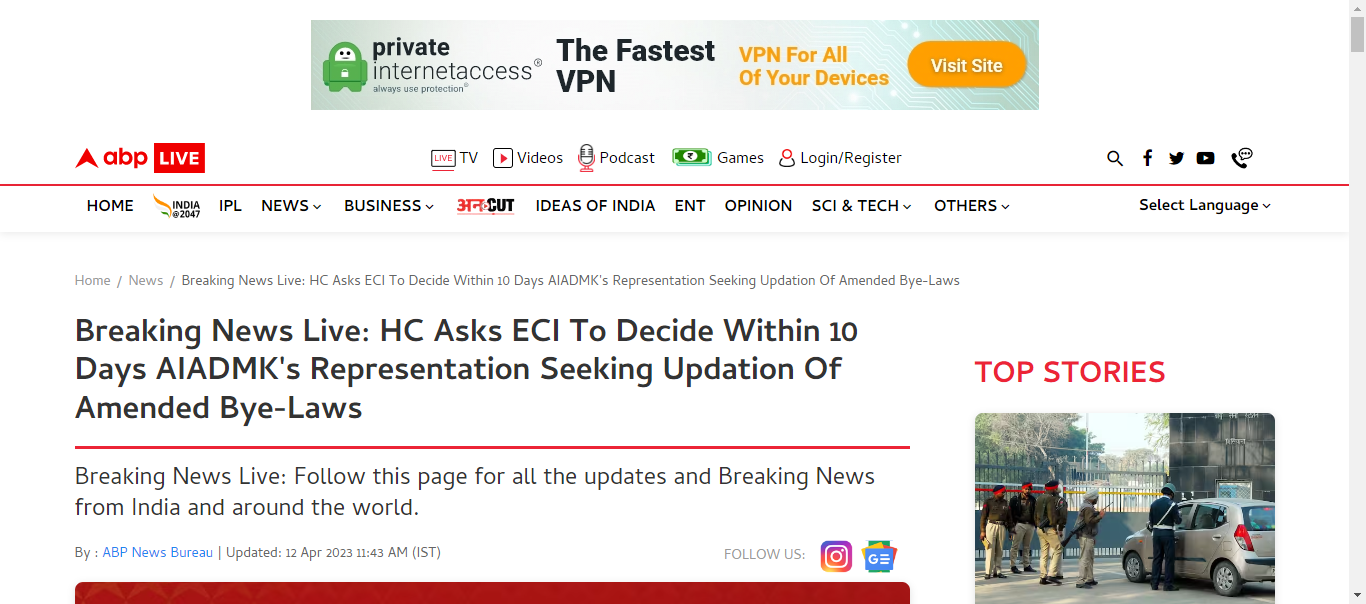 private
internetaccess®
always use protection®
The Fastest
VPN
VPN For All
Of Your Devices
Visit Site
abp LIVE
LIVE TV Videos Podcast Games Login/Register
HOME INDIA @2047 IPL NEWS BUSINESS अनCUT IDEAS OF INDIA ENT OPINION SCI & TECH OTHERS Select Language
Home / News / Breaking News Live: HC Asks ECI To Decide Within 10 Days AIADMK's Representation Seeking Updation Of Amended Bye-Laws
Breaking News Live: HC Asks ECI To Decide Within 10
Days AIADMK's Representation Seeking Updation Of
Amended Bye-Laws
Breaking News Live: Follow this page for all the updates and Breaking News
from India and around the world.
By : ABP News Bureau | Updated: 12 Apr 2023 11:43 AM (IST)
FOLLOW US:
GE
TOP STORIES